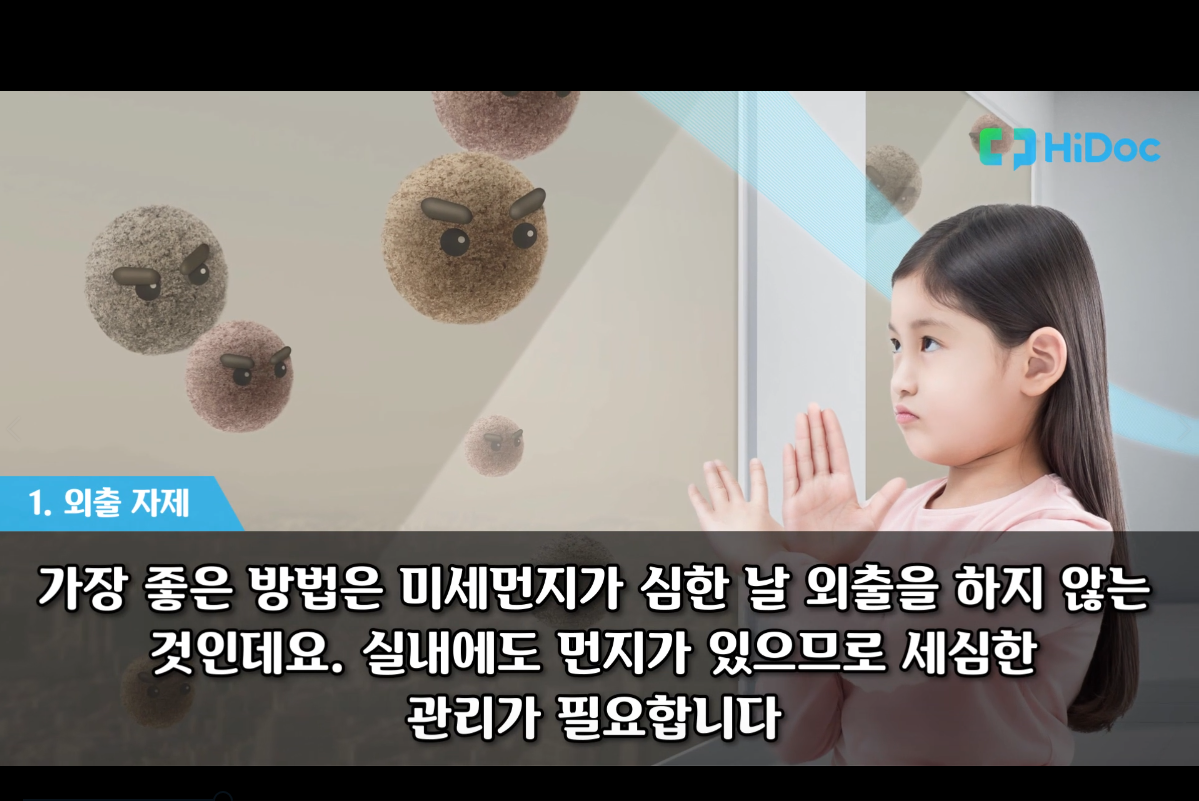 HiDoc
1. 외출 자제
가장 좋은 방법은 미세먼지가 심한 날 외출을 하지 않는
것인데요. 실내에도 먼지가 있으므로 세심한
관리가 필요합니다